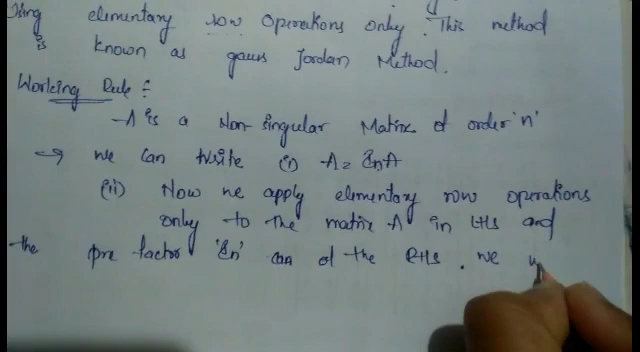 Using elementary row operations only. This method
is known as gauss Jordan Method.
Working Rule :-
A is a Non-singular Matrix of order 'n'
→ we can write (i) A = InA
(ii) Now we apply elementary row operations
only to the matrix A in LHS and
the pre factor 'In' of the RHS. we